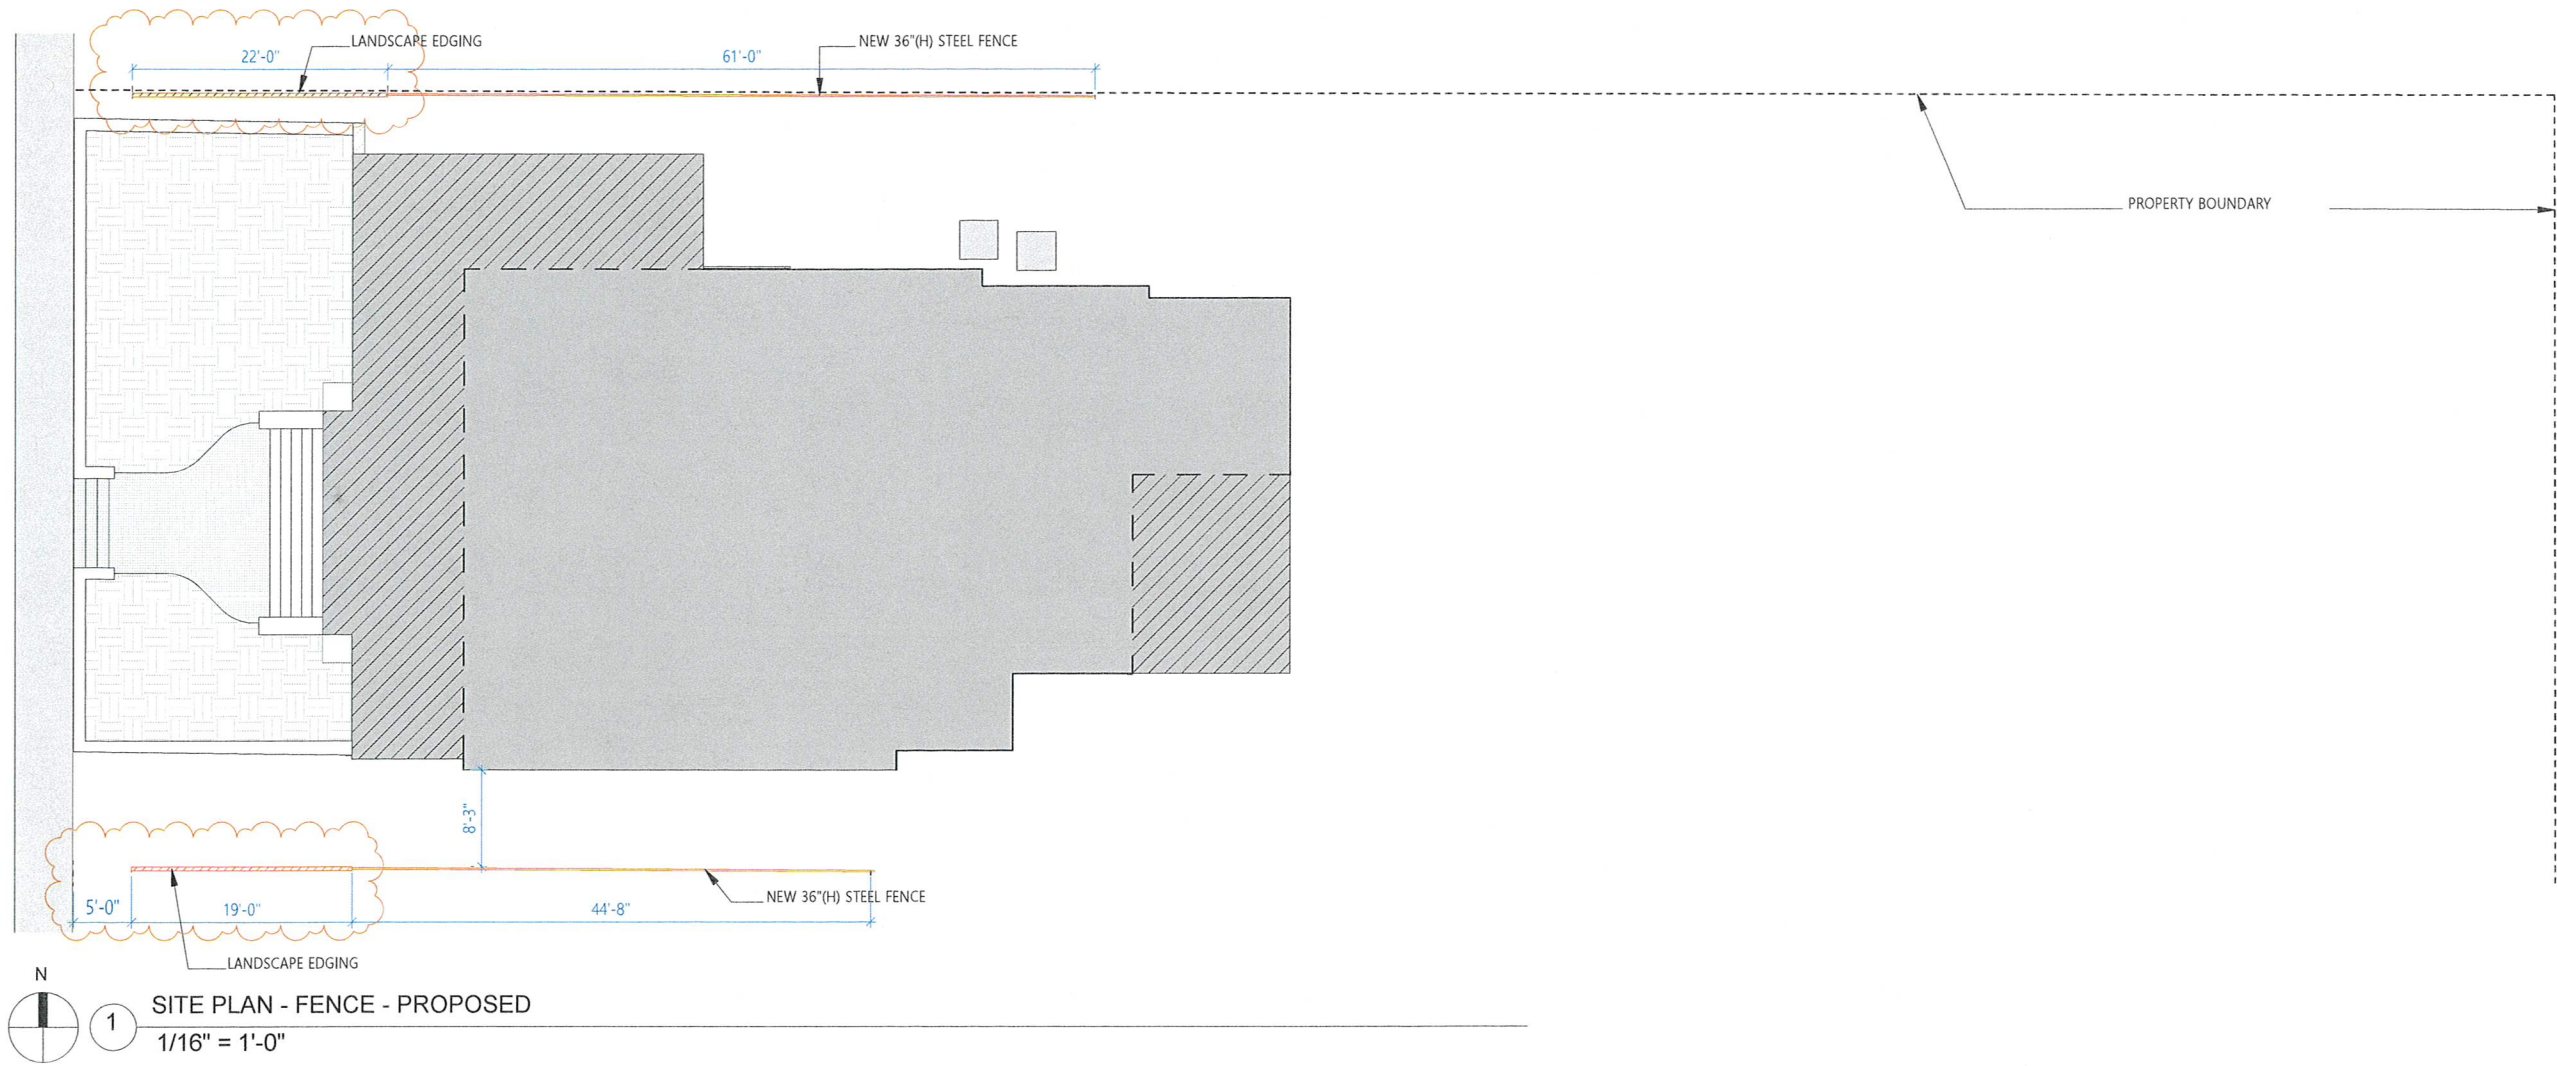 LANDSCAPE EDGING
NEW 36"(H) STEEL FENCE
22'-0"
61'-0"
PROPERTY BOUNDARY
8'-3"
NEW 36"(H) STEEL FENCE
5'-0"
19'-0"
44'-8"
LANDSCAPE EDGING
N
1
SITE PLAN - FENCE - PROPOSED
1/16" = 1'-0"